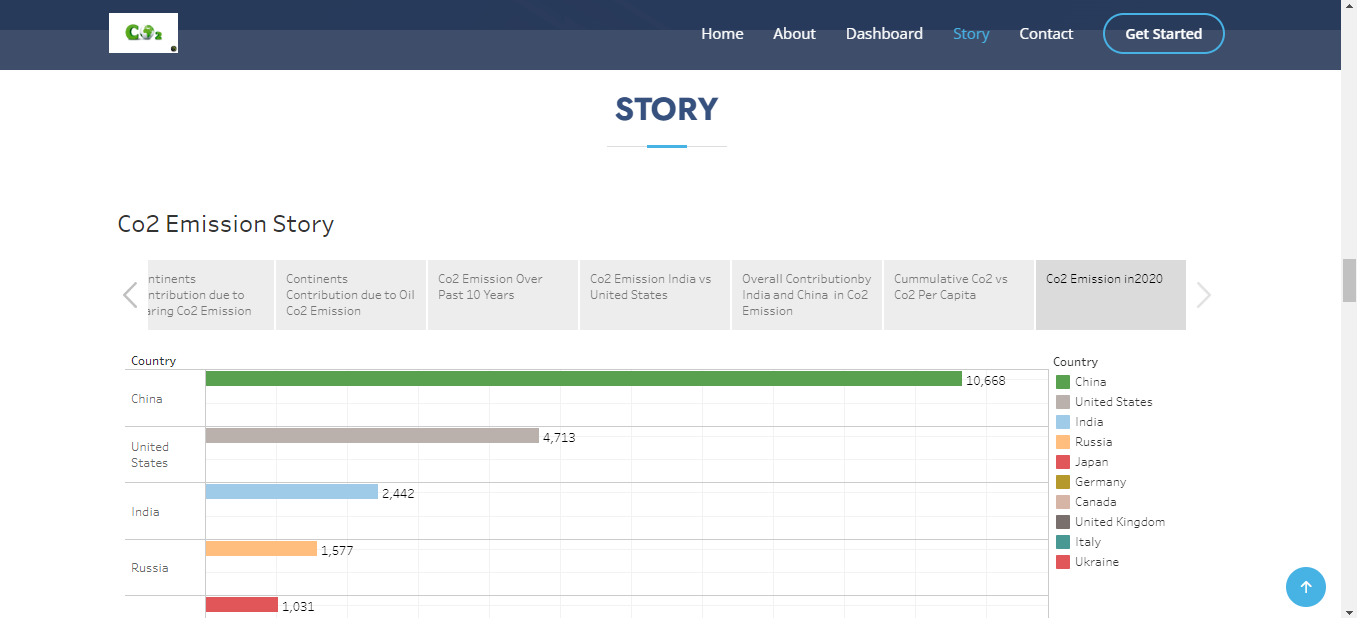 CO2
Home
About
Dashboard
Story
Contact
Get Started
STORY
Co2 Emission Story
ntinents
ntribution due to
aring Co2 Emission
Continents
Contribution due to Oil
Co2 Emission
Co2 Emission Over
Past 10 Years
Co2 Emission India vs
United States
Overall Contributionby
India and China in Co2
Emission
Cummulative Co2 vs
Co2 Per Capita
Co2 Emission in2020
Country
China
10,668
United
States
4,713
India
2,442
Russia
1,577
1,031
Country
China
United States
India
Russia
Japan
Germany
Canada
United Kingdom
Italy
Ukraine